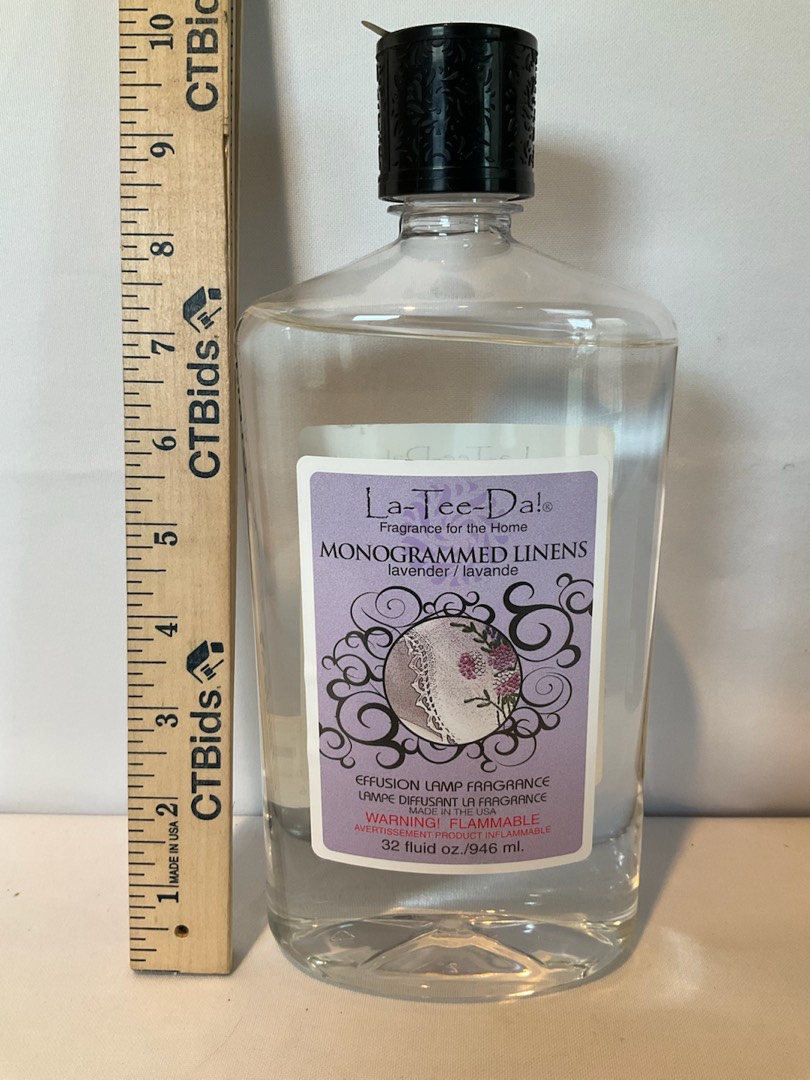 10
CTBids
9
8
7
CTBids
6
5
4
3
CTBids
2
MADE IN USA
1
La-Tee-Da!®
Fragrance for the Home
MONOGRAMMED LINENS
lavender / lavande
EFFUSION LAMP FRAGRANCE
LAMPE DIFFUSANT LA FRAGRANCE
MADE IN THE USA
WARNING! FLAMMABLE
AVERTISSEMENT PRODUCT INFLAMMABLE
32 fluid oz./946 ml.